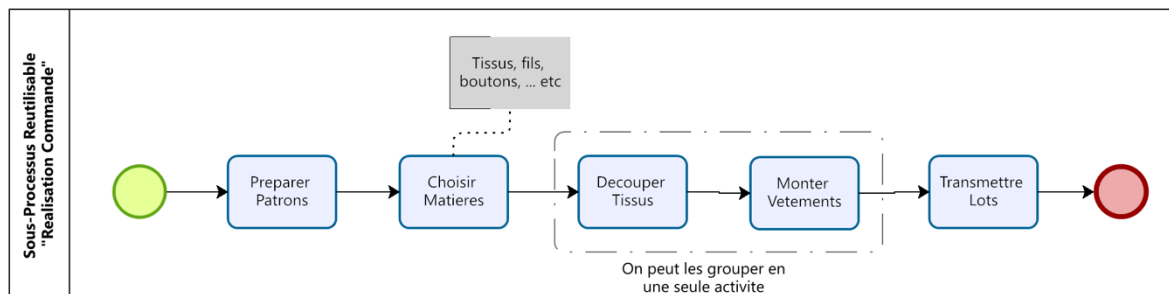 Sous-Processus Reutilisable
"Realisation Commande"
Tissus, fils,
boutons, ... etc
Preparer
Patrons
Choisir
Matieres
Decouper
Tissus
Monter
Vetements
Transmettre
Lots
On peut les grouper en
une seule activite